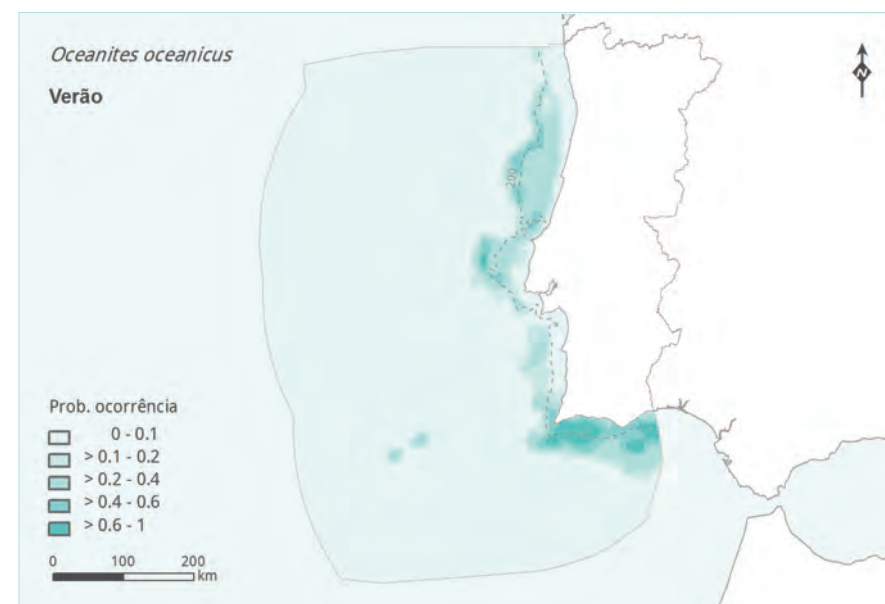 Oceanites oceanicus
Verão
N
200
Prob. ocorrência
0 - 0.1
> 0.1 - 0.2
> 0.2 - 0.4
> 0.4 - 0.6
> 0.6 - 1
0 100 200
km